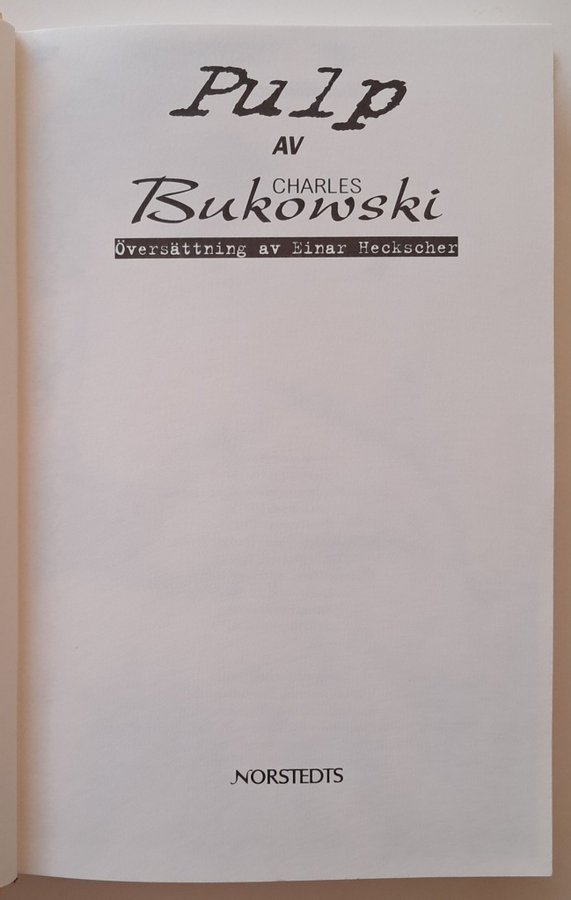 Pulp
AV
CHARLES
Bukowski
Översättning av Einar Heckscher
NORSTEDTS